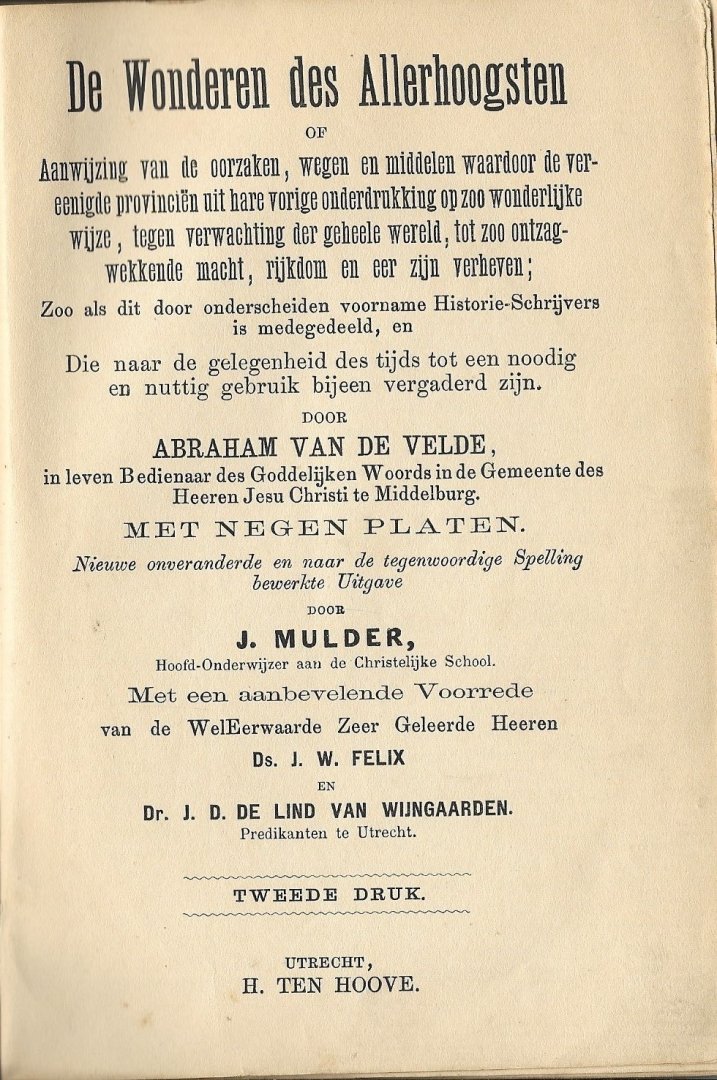 De Wonderen des Allerhoogsten
OF
Aanwijzing van de oorzaken, wegen en middelen waardoor de ver-
eenigde provinciën uit hare vorige onderdrukking op zoo wonderlijke
wijze, tegen verwachting der geheele wereld, tot zoo ontzag-
wekkende macht, rijkdom en eer zijn verheven;
Zoo als dit door onderscheiden voorname Historie-Schrijvers
is medegedeeld, en
Die naar de gelegenheid des tijds tot een noodig
en nuttig gebruik bijeen vergaderd zijn.
DOOR
ABRAHAM VAN DE VELDE,
in leven Bedienaar des Goddelijken Woords in de Gemeente des
Heeren Jesu Christi te Middelburg.
MET NEGEN PLATEN.
Nieuwe onveranderde en naar de tegenwoordige Spelling
bewerkte Uitgave
DOOR
J. MULDER,
Hoofd-Onderwijzer aan de Christelijke School.
Met een aanbevelende Voorrede
van de WelEerwaarde Zeer Geleerde Heeren
Ds. J. W. FELIX
EN
Dr. J. D. DE LIND VAN WIJNGAARDEN.
Predikanten te Utrecht.
TWEEDE DRUK.
UTRECHT,
H. TEN HOOVE.